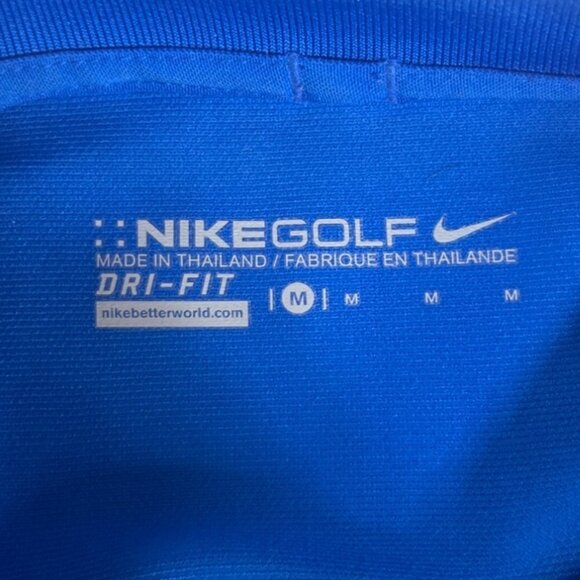 NIKEGOLF
MADE IN THAILAND / FABRIQUE EN THAILANDE
DRI-FIT | M | M M M
nikebetterworld.com